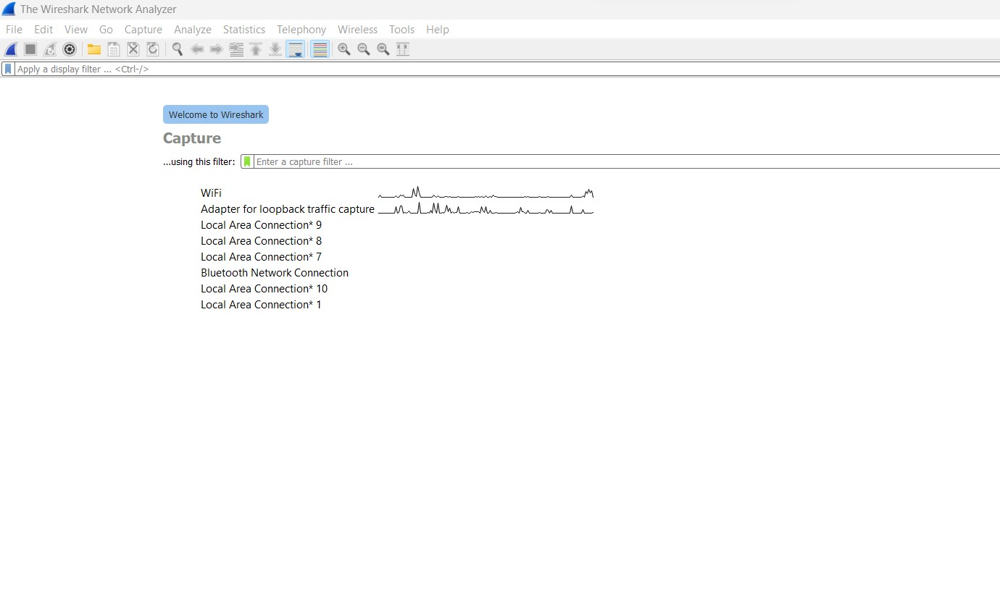 The Wireshark Network Analyzer
File Edit View Go Capture Analyze Statistics Telephony Wireless Tools Help
Apply a display filter ... <Ctrl-/>
Welcome to Wireshark
Capture
...using this filter: Enter a capture filter ...
WiFi
Adapter for loopback traffic capture
Local Area Connection* 9
Local Area Connection* 8
Local Area Connection* 7
Bluetooth Network Connection
Local Area Connection* 10
Local Area Connection* 1